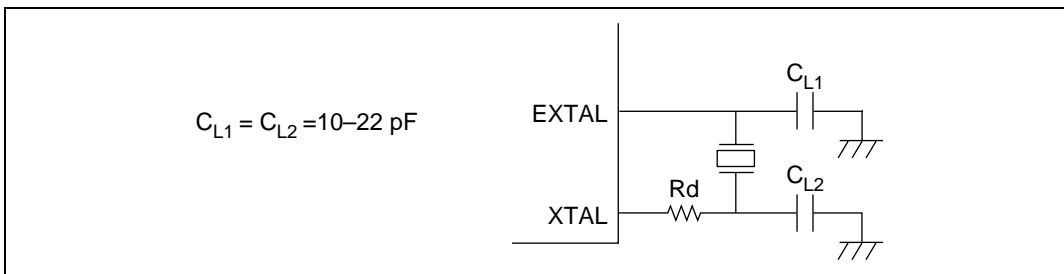 C_L1 = C_L2 =10–22 pF
EXTAL
C_L1
Rd
C_L2
XTAL